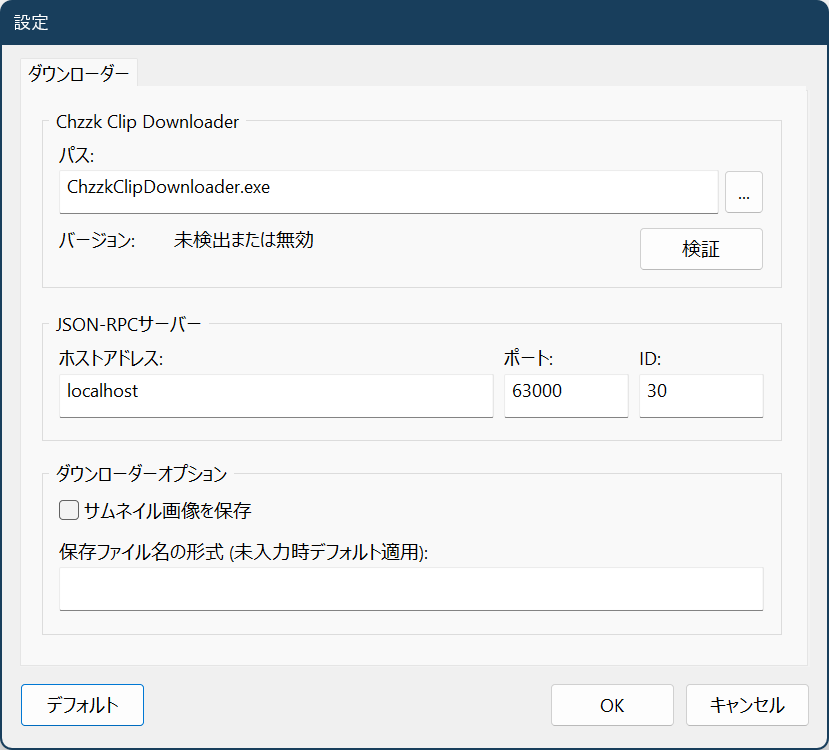 設定
ダウンローダー
Chzzk Clip Downloader
パス:
ChzzkClipDownloader.exe
...
バージョン: 未検出または無効
検証
JSON-RPCサーバー
ホストアドレス: ポート: ID:
localhost 63000 30
ダウンローダーオプション
サムネイル画像を保存
保存ファイル名の形式 (未入力時デフォルト適用):
デフォルト OK キャンセル